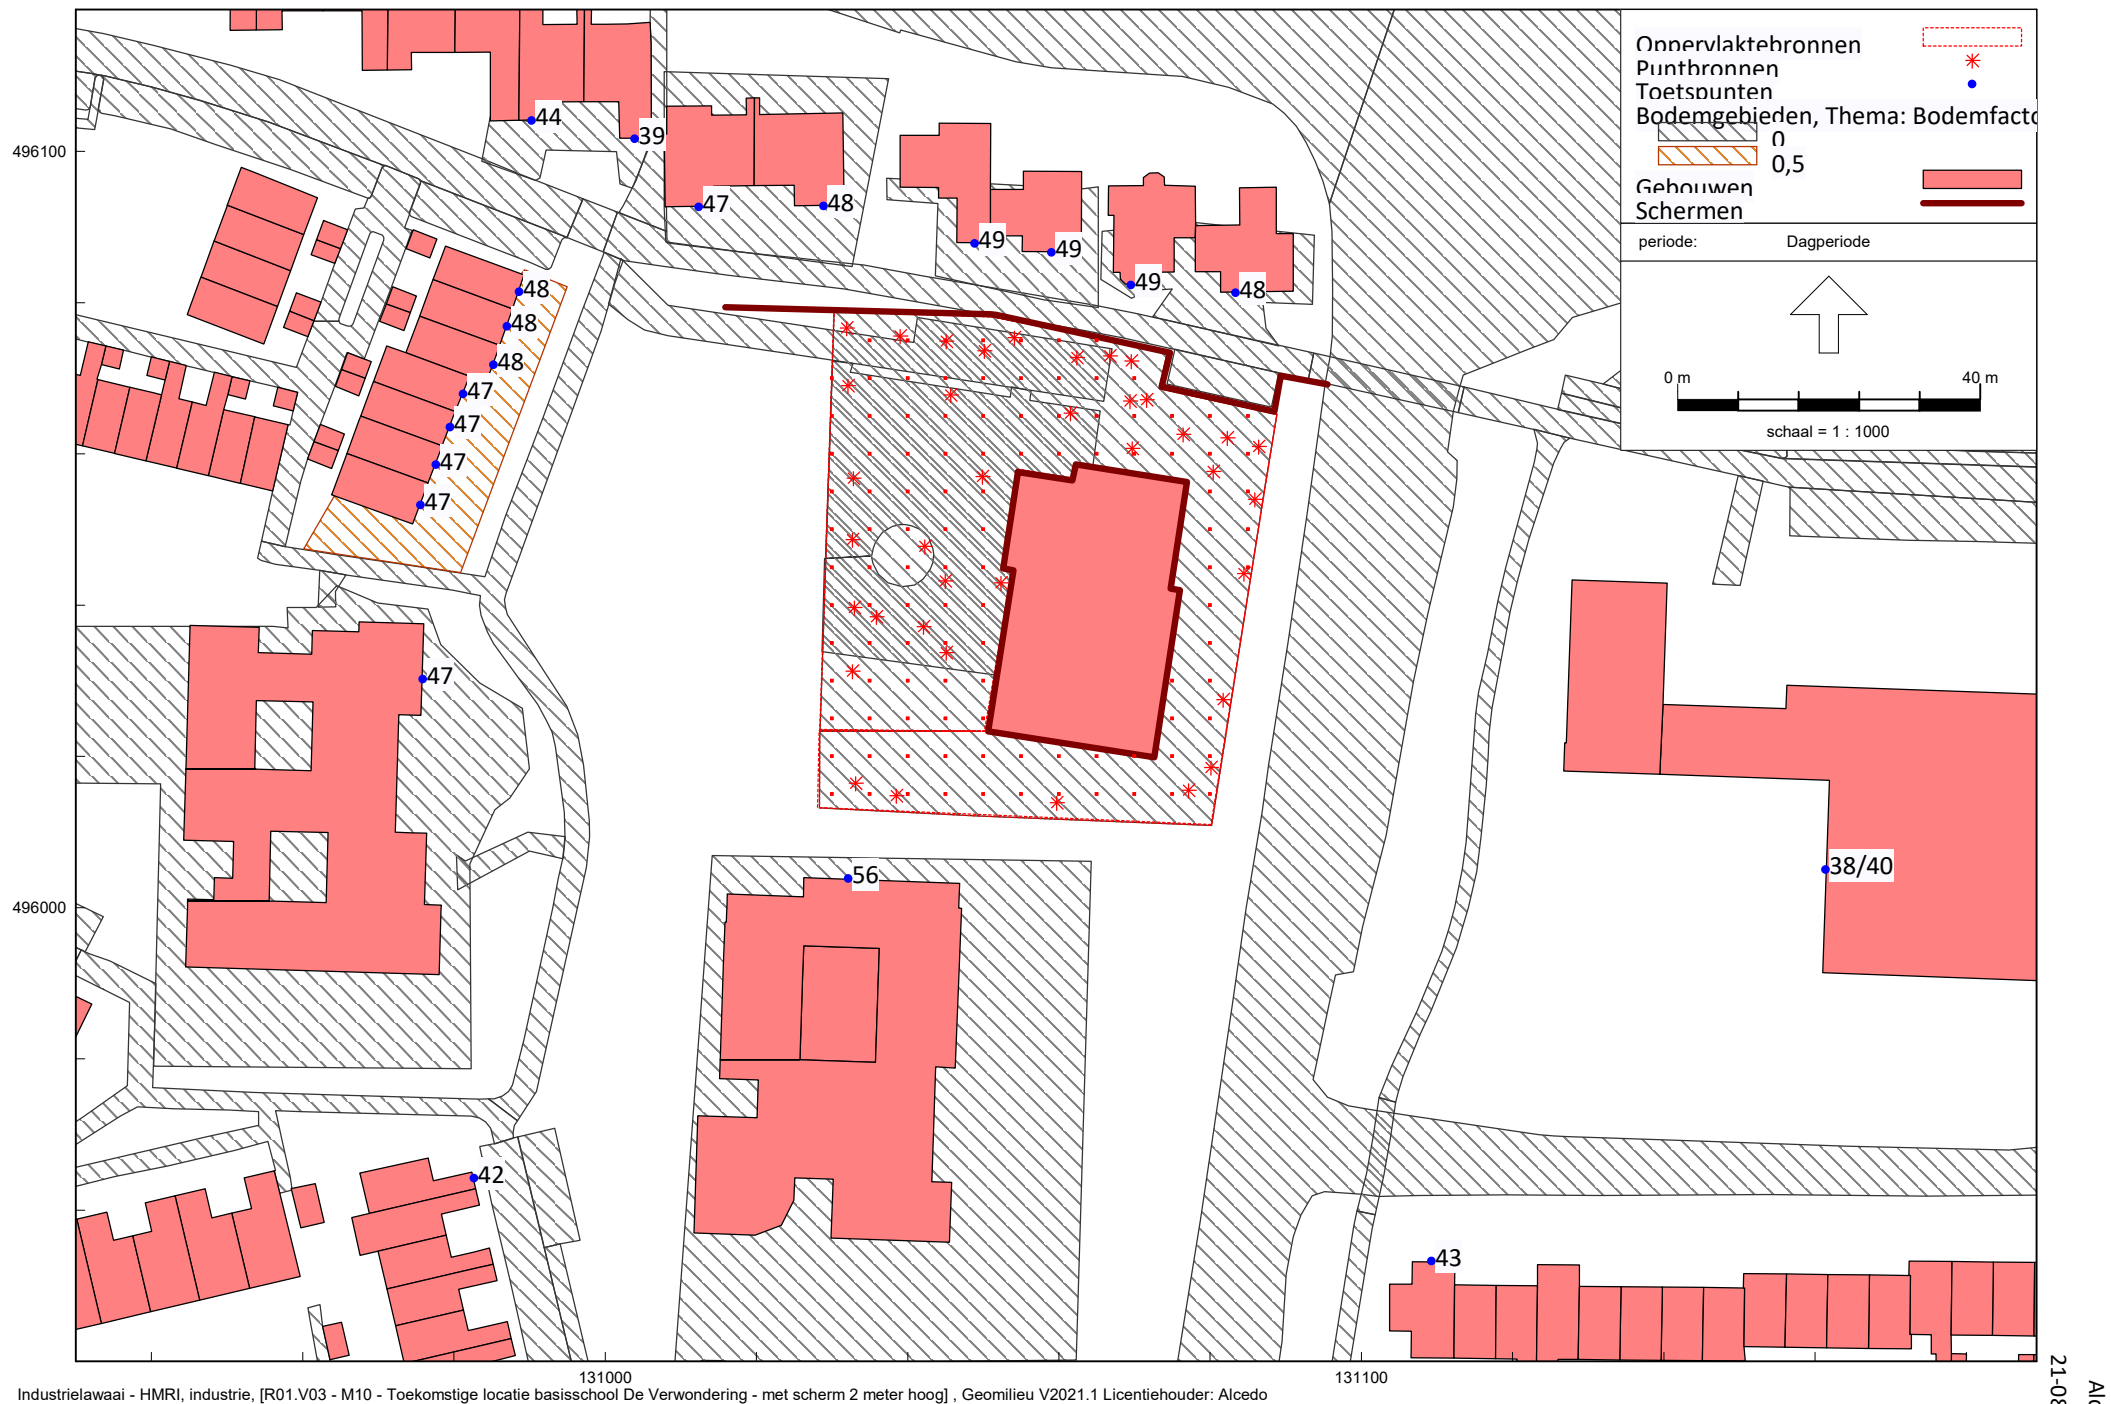 Oppervlaktebronnen
Puntbronnen
Toetspunten
Bodemgebieden, Thema: Bodemfacto
0
0,5
Gebouwen
Schermen
periode: Dagperiode
0 m 40 m
schaal = 1 : 1000
44
39
496100
47
48
49
49
49
48
48
48
48
47
47
47
47
47
56
38/40
496000
42
43
131000
131100
Industrielawaai - HMRI, industrie, [R01.V03 - M10 - Toekomstige locatie basisschool De Verwondering - met scherm 2 meter hoog] , Geomilieu V2021.1 Licentiehouder: Alcedo
21-08
Alc